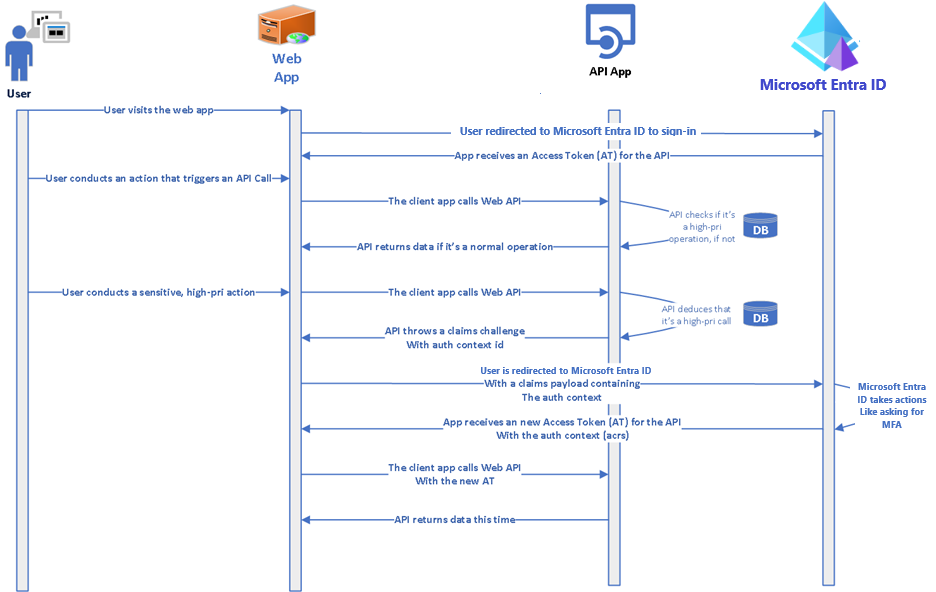 User
Web
App
API App
Microsoft Entra ID
User visits the web app
User redirected to Microsoft Entra ID to sign-in
App receives an Access Token (AT) for the API
User conducts an action that triggers an API Call
The client app calls Web API
API checks if it's
a high-pri
operation, if not
DB
API returns data if it's a normal operation
User conducts a sensitive, high-pri action
The client app calls Web API
API deduces that
it's a high-pri call
DB
API throws a claims challenge
With auth context id
User is redirected to Microsoft Entra ID
With a claims payload containing
The auth context
Microsoft Entra
ID takes actions
Like asking for
MFA
App receives an new Access Token (AT) for the API
With the auth context (acrs)
The client app calls Web API
With the new AT
API returns data this time